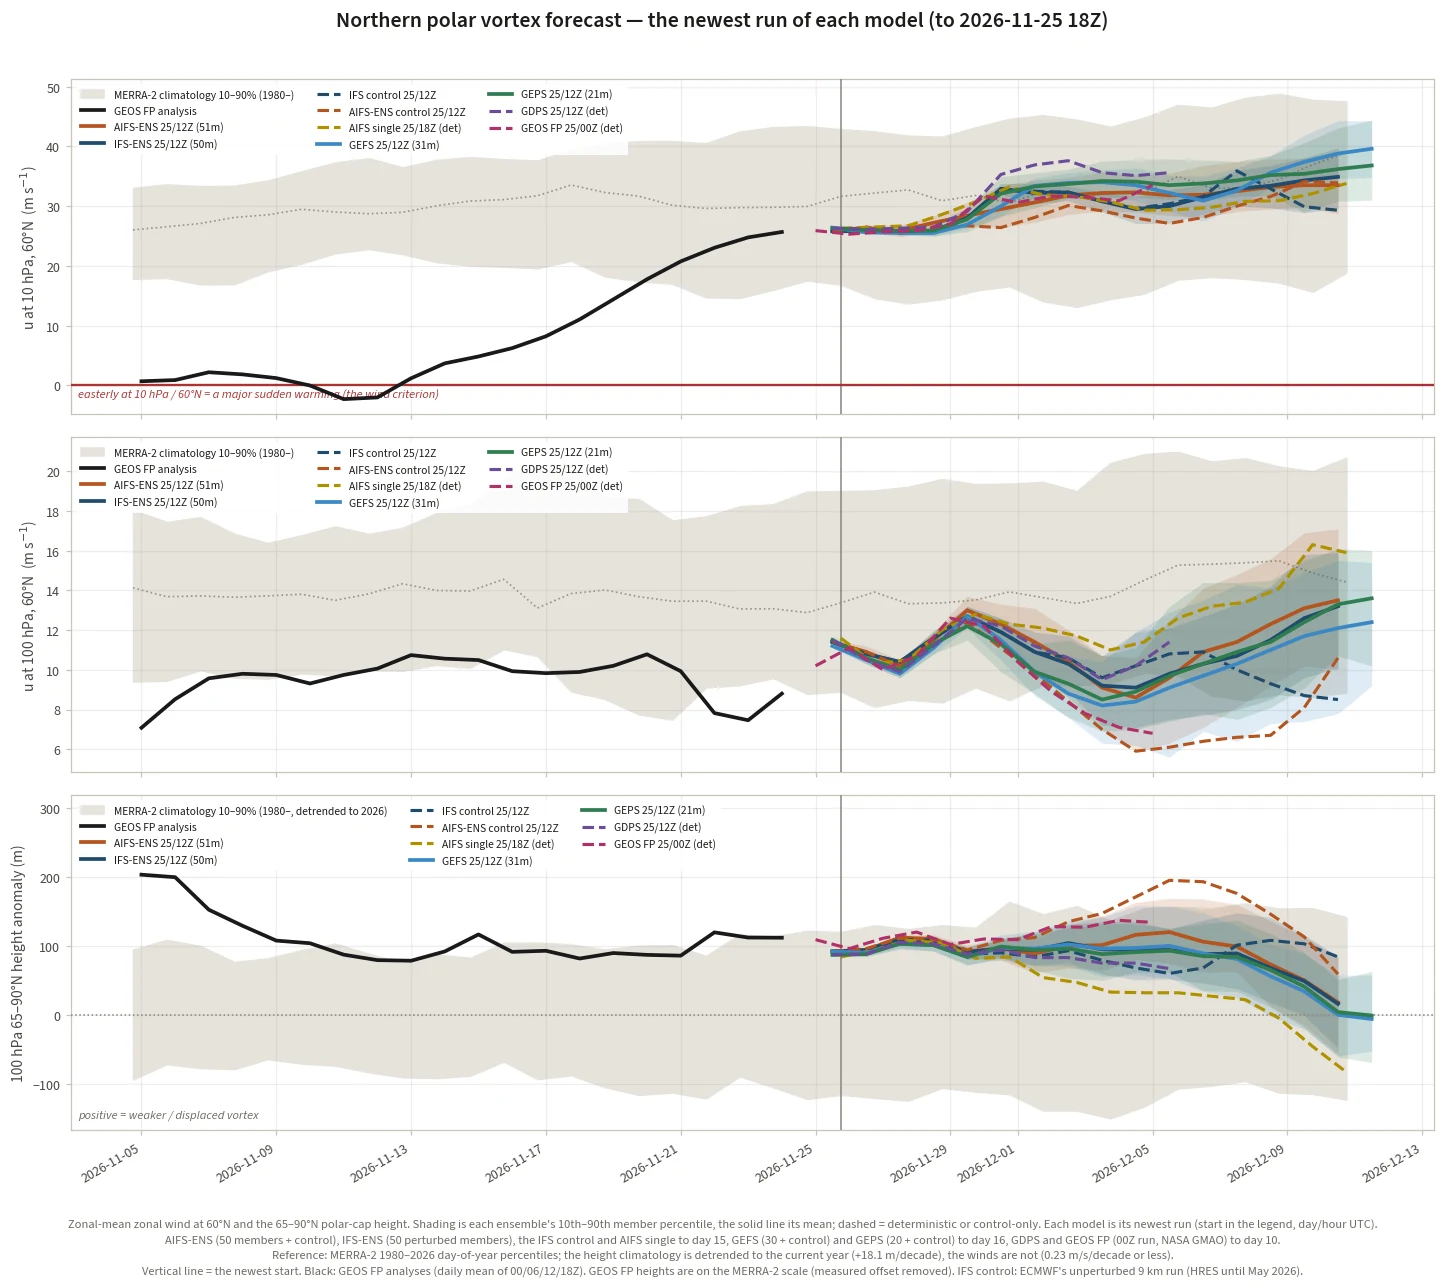 Northern polar vortex forecast — the newest run of each model (to 2026-11-25 18Z)
MERRA-2 climatology 10–90% (1980–)
GEOS FP analysis
AIFS-ENS 25/12Z (51m)
IFS-ENS 25/12Z (50m)
IFS control 25/12Z
AIFS-ENS control 25/12Z
AIFS single 25/18Z (det)
GEFS 25/12Z (31m)
GEPS 25/12Z (21m)
GDPS 25/12Z (det)
GEOS FP 25/00Z (det)
u at 10 hPa, 60°N (m s⁻¹)
50
40
30
20
10
0
easterly at 10 hPa / 60°N = a major sudden warming (the wind criterion)
MERRA-2 climatology 10–90% (1980–)
GEOS FP analysis
AIFS-ENS 25/12Z (51m)
IFS-ENS 25/12Z (50m)
IFS control 25/12Z
AIFS-ENS control 25/12Z
AIFS single 25/18Z (det)
GEFS 25/12Z (31m)
GEPS 25/12Z (21m)
GDPS 25/12Z (det)
GEOS FP 25/00Z (det)
u at 100 hPa, 60°N (m s⁻¹)
20
18
16
14
12
10
8
6
MERRA-2 climatology 10–90% (1980–, detrended to 2026)
GEOS FP analysis
AIFS-ENS 25/12Z (51m)
IFS-ENS 25/12Z (50m)
IFS control 25/12Z
AIFS-ENS control 25/12Z
AIFS single 25/18Z (det)
GEFS 25/12Z (31m)
GEPS 25/12Z (21m)
GDPS 25/12Z (det)
GEOS FP 25/00Z (det)
100 hPa 65–90°N height anomaly (m)
300
200
100
0
−100
positive = weaker / displaced vortex
2026-11-05
2026-11-09
2026-11-13
2026-11-17
2026-11-21
2026-11-25
2026-11-29
2026-12-01
2026-12-05
2026-12-09
2026-12-13
Zonal-mean zonal wind at 60°N and the 65–90°N polar-cap height. Shading is each ensemble's 10th–90th member percentile, the solid line its mean; dashed = deterministic or control-only. Each model is its newest run (start in the legend, day/hour UTC).
AIFS-ENS (50 members + control), IFS-ENS (50 perturbed members), the IFS control and AIFS single to day 15, GEFS (30 + control) and GEPS (20 + control) to day 16, GDPS and GEOS FP (00Z run, NASA GMAO) to day 10.
Reference: MERRA-2 1980–2026 day-of-year percentiles; the height climatology is detrended to the current year (+18.1 m/decade), the winds are not (0.23 m/s/decade or less).
Vertical line = the newest start. Black: GEOS FP analyses (daily mean of 00/06/12/18Z). GEOS FP heights are on the MERRA-2 scale (measured offset removed). IFS control: ECMWF's unperturbed 9 km run (HRES until May 2026).